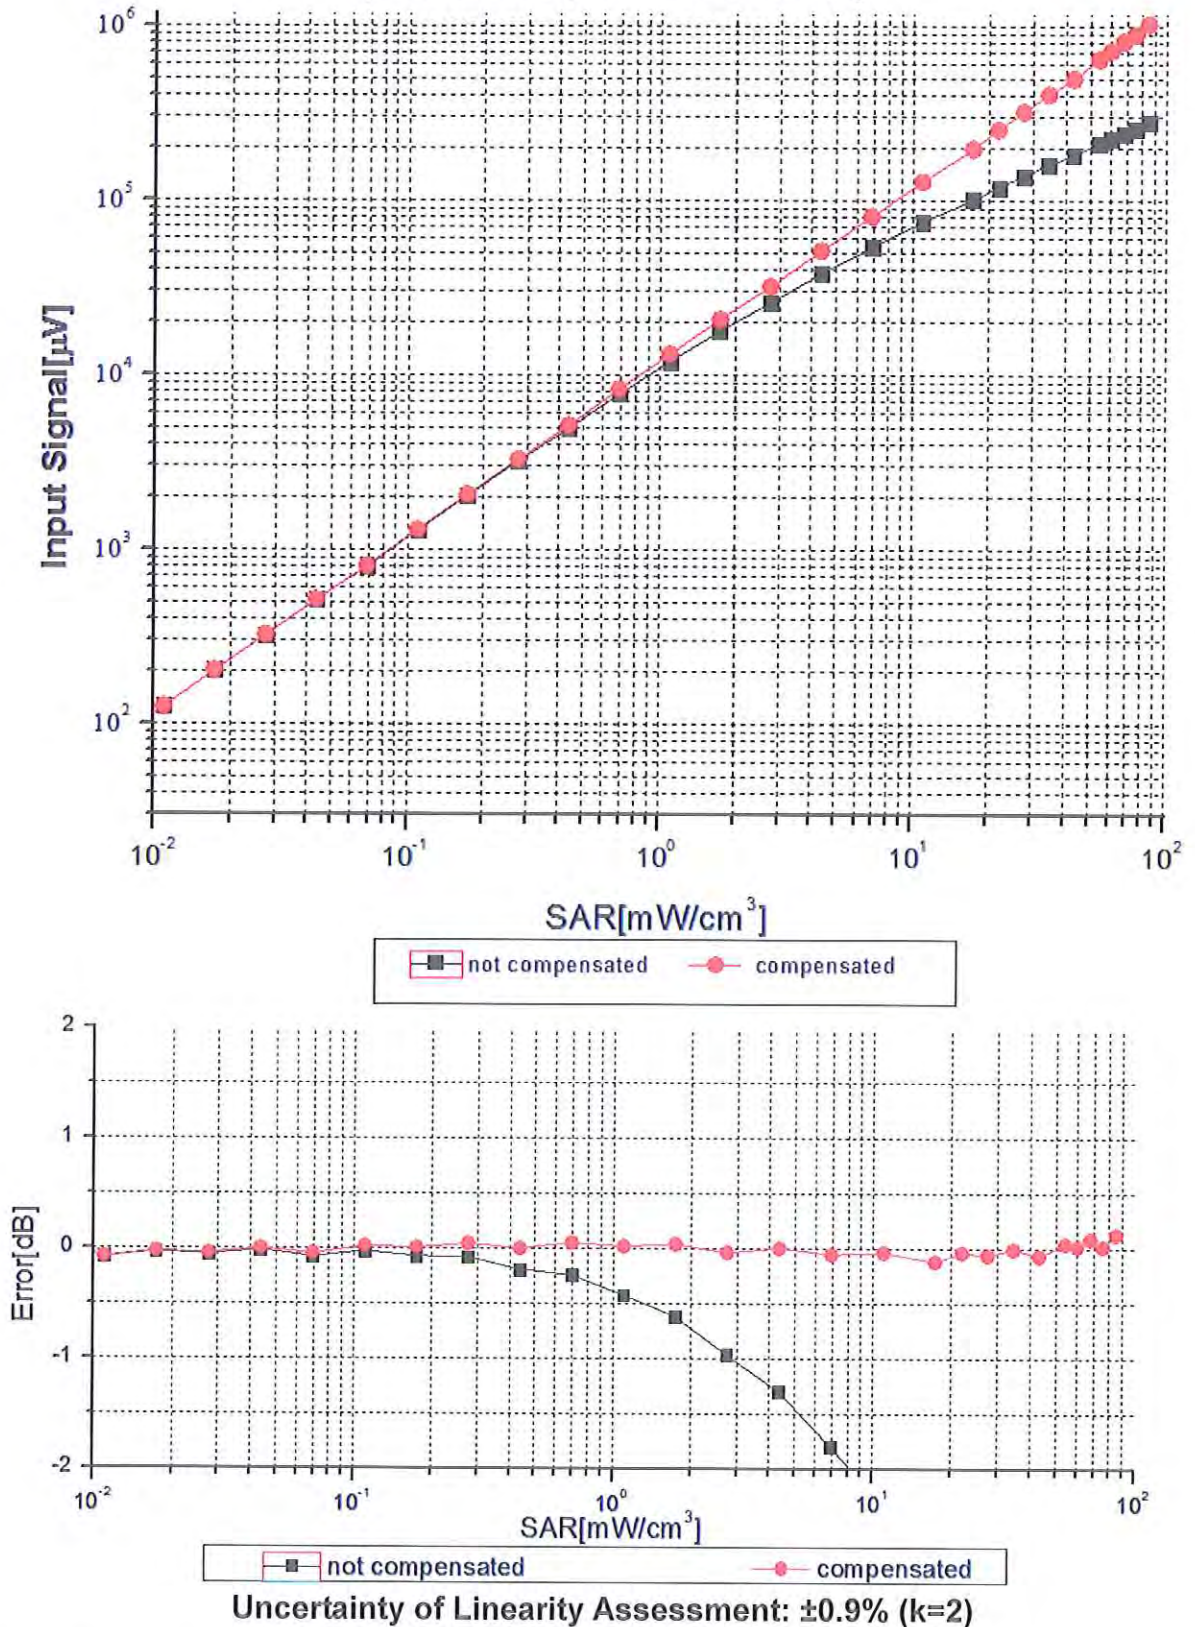 10^6
10^5
10^4
10^3
10^2
Input Signal[µV]
10^-2 10^-1 10^0 10^1 10^2
SAR[mW/cm^3]
not compensated compensated
2
1
0
-1
-2
Error[dB]
10^-2 10^-1 10^0 10^1 10^2
SAR[mW/cm^3]
not compensated compensated
Uncertainty of Linearity Assessment: ±0.9% (k=2)